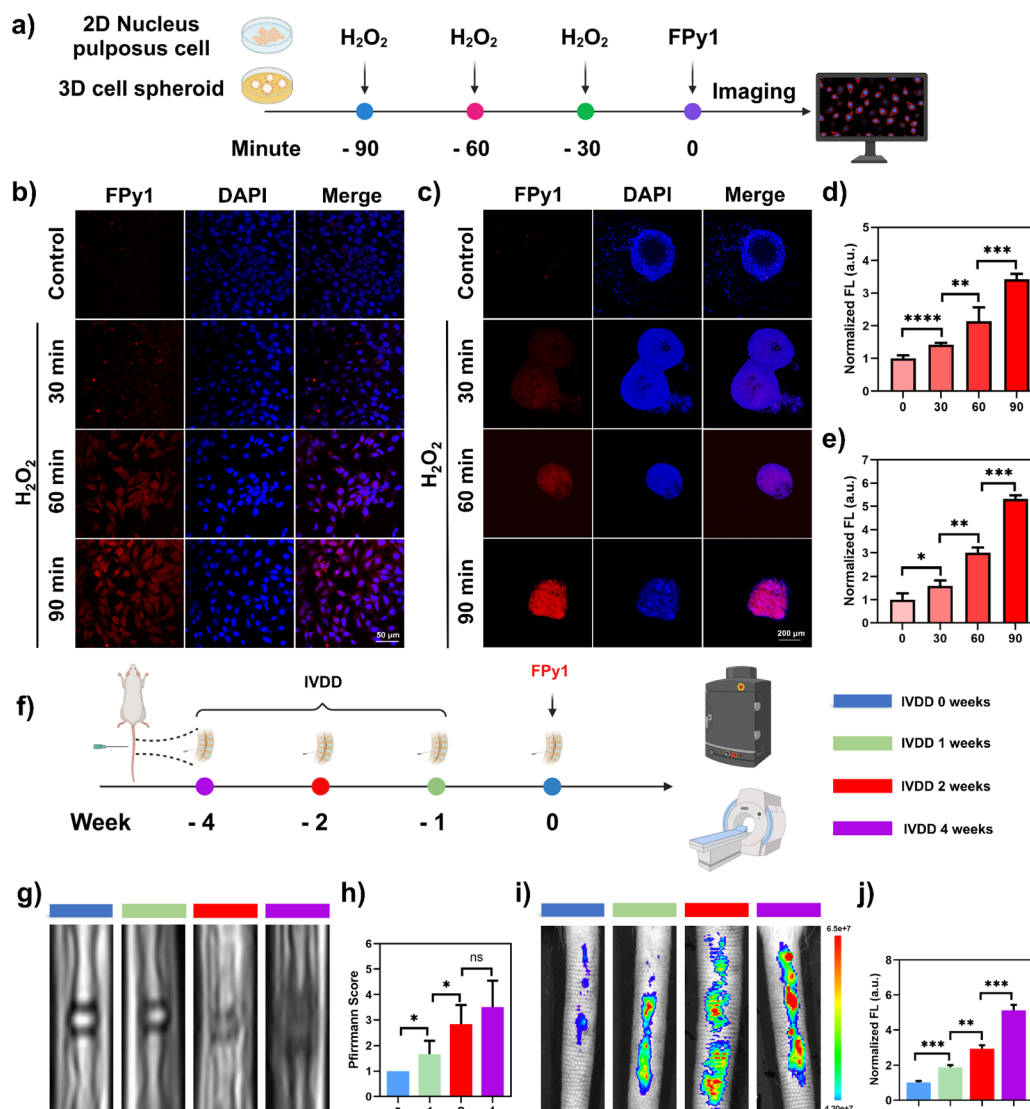 a)
2D Nucleus
pulposus cell
3D cell spheroid
H₂O₂
H₂O₂
H₂O₂
FPy1
Imaging
Minute
- 90
- 60
- 30
0
b)
FPy1
DAPI
Merge
Control
H₂O₂
30 min
60 min
90 min
50 μm
c)
FPy1
DAPI
Merge
Control
H₂O₂
30 min
60 min
90 min
200 μm
d)
Normalized FL (a.u.)
5
4
3
2
1
0
****
**
***
0 30 60 90
e)
Normalized FL (a.u.)
7
6
5
4
3
2
1
0
*
**
***
0 30 60 90
f)
IVDD
FPy1
Week
- 4
- 2
- 1
0
IVDD 0 weeks
IVDD 1 weeks
IVDD 2 weeks
IVDD 4 weeks
g)
h)
Pfirrmann Score
6
5
4
3
2
1
0
*
*
ns
i)
6.5e+7
4.20e+7
j)
Normalized FL (a.u.)
8
6
4
2
0
***
**
***